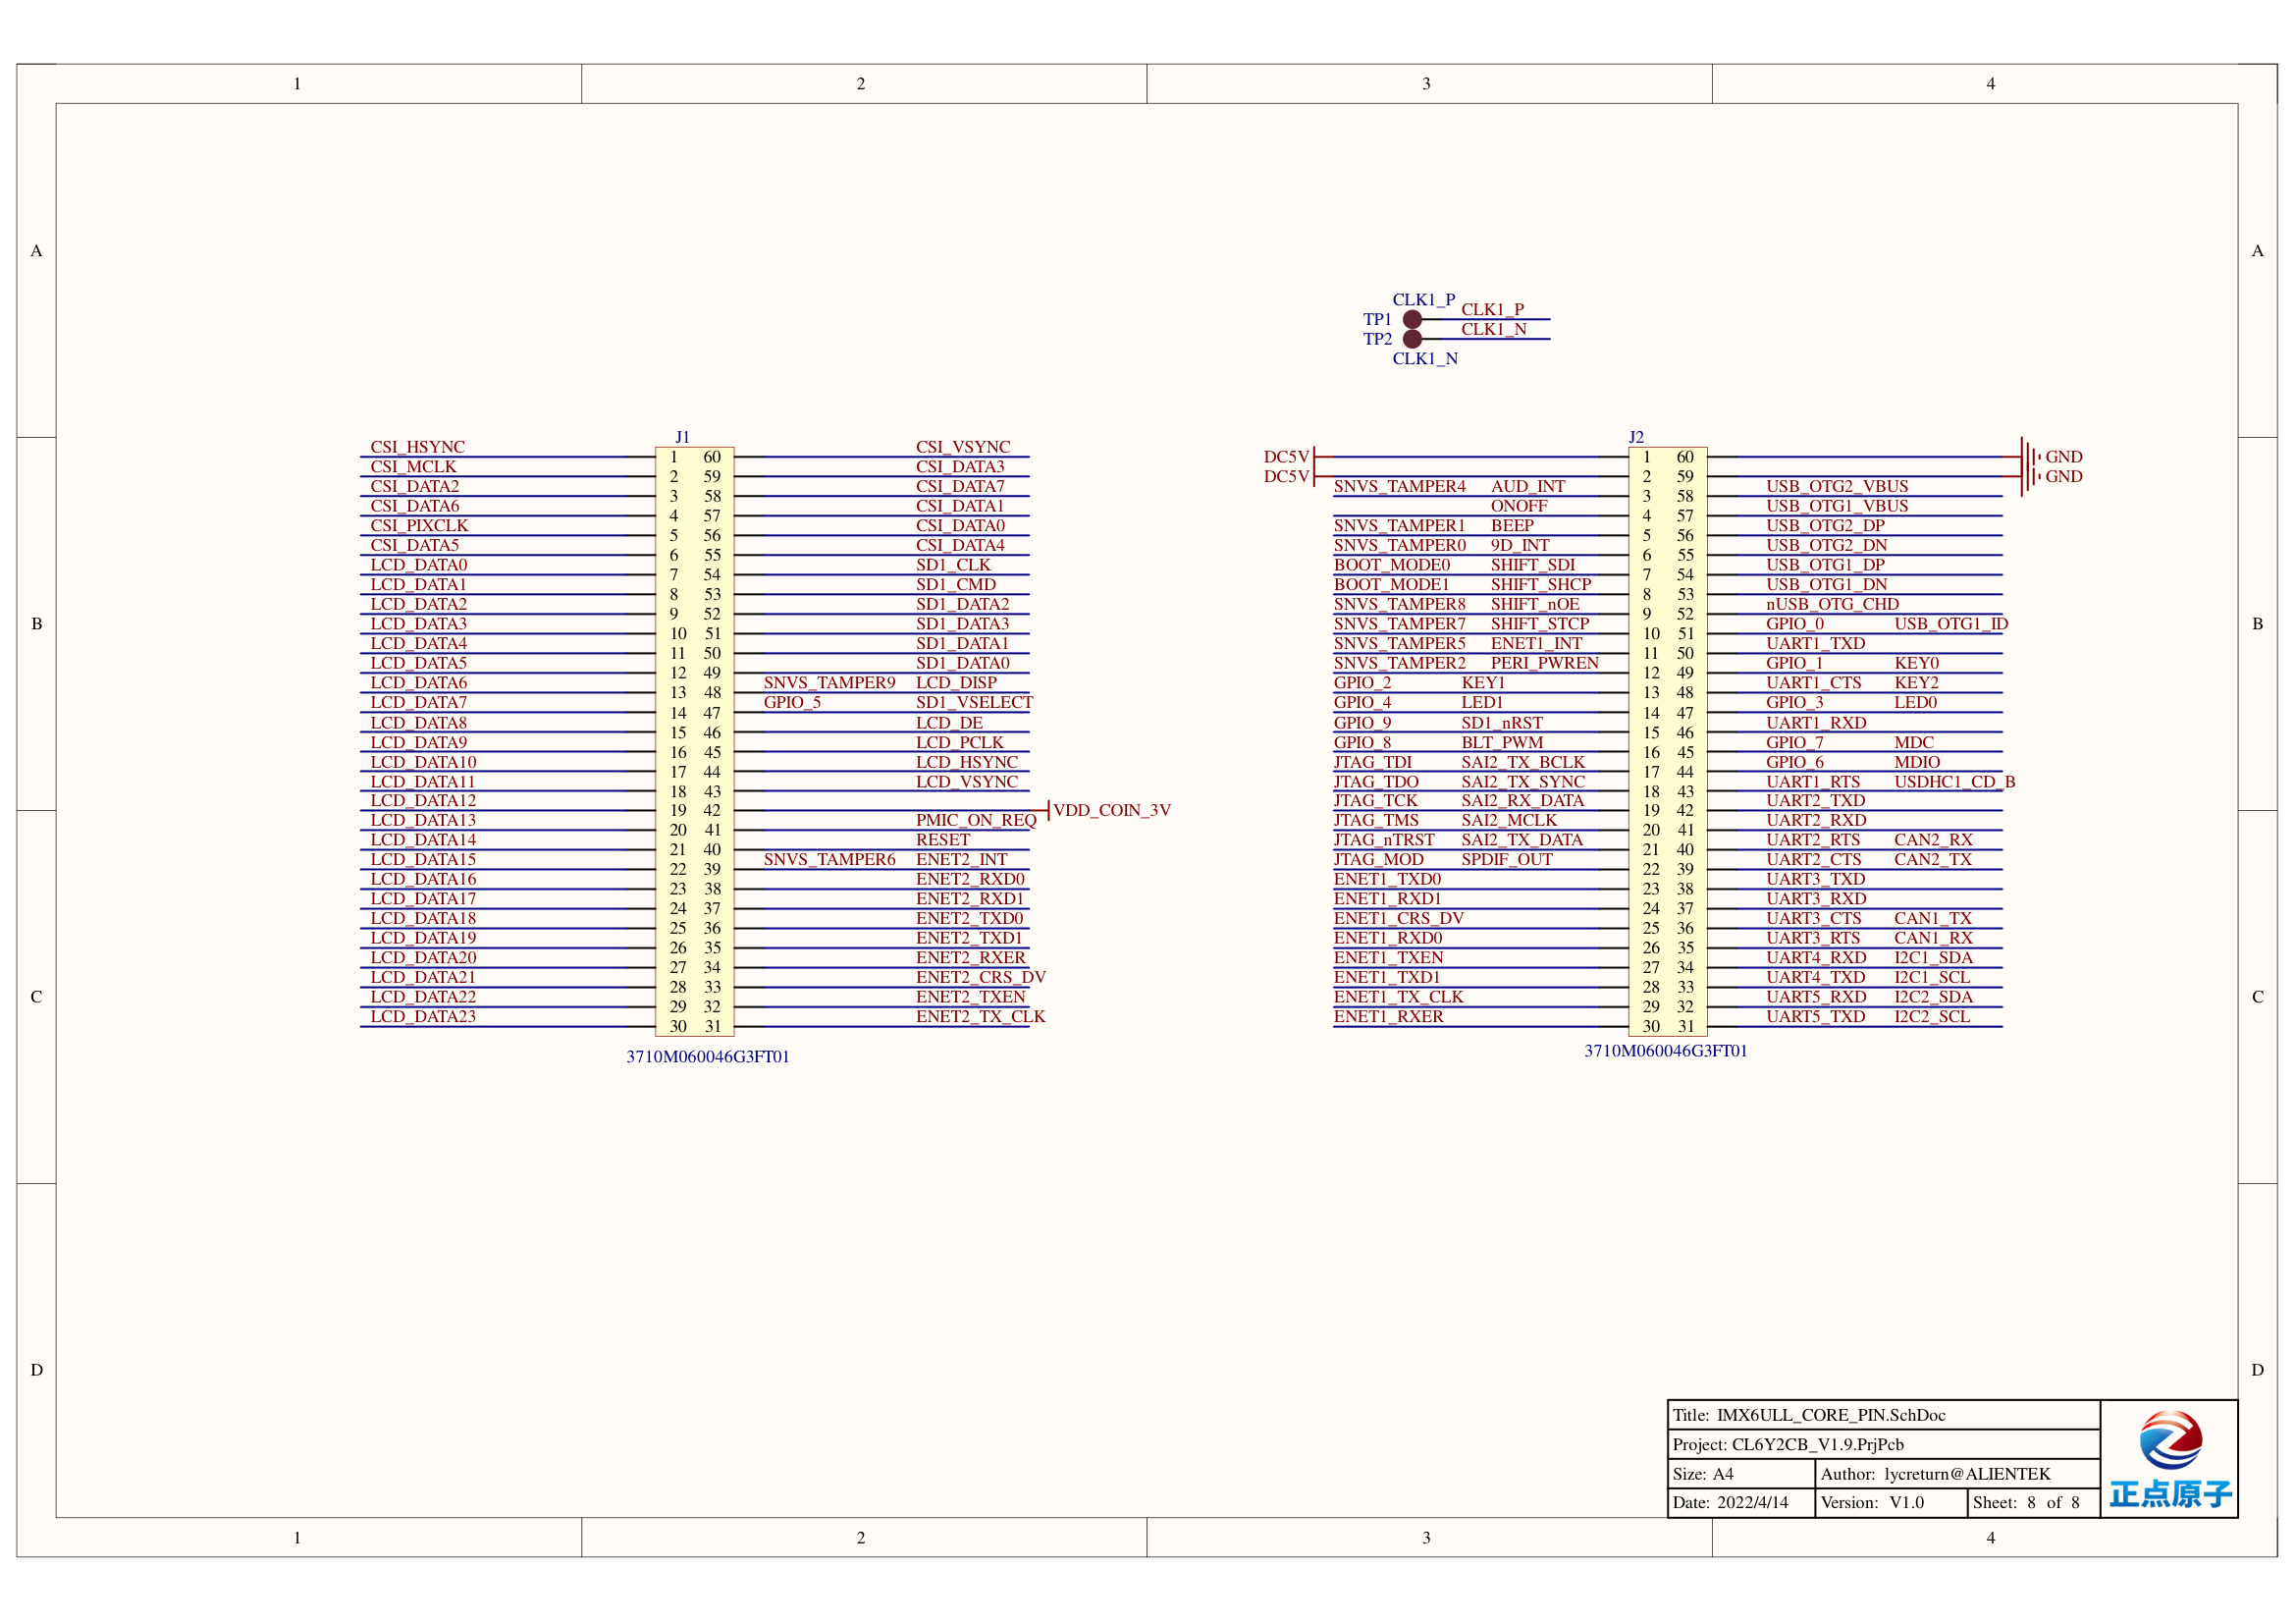 1 2 3 4
A A
CLK1_P
TP1 CLK1_P
TP2 CLK1_N
CLK1_N
J1
CSI_HSYNC 1 60 CSI_VSYNC
CSI_MCLK 2 59 CSI_DATA3
CSI_DATA2 3 58 CSI_DATA7
CSI_DATA6 4 57 CSI_DATA1
CSI_PIXCLK 5 56 CSI_DATA0
CSI_DATA5 6 55 CSI_DATA4
LCD_DATA0 7 54 SD1_CLK
LCD_DATA1 8 53 SD1_CMD
LCD_DATA2 9 52 SD1_DATA2
LCD_DATA3 10 51 SD1_DATA3
LCD_DATA4 11 50 SD1_DATA1
LCD_DATA5 12 49 SD1_DATA0
LCD_DATA6 13 48 SNVS_TAMPER9 LCD_DISP
LCD_DATA7 14 47 GPIO_5 SD1_VSELECT
LCD_DATA8 15 46 LCD_DE
LCD_DATA9 16 45 LCD_PCLK
LCD_DATA10 17 44 LCD_HSYNC
LCD_DATA11 18 43 LCD_VSYNC
LCD_DATA12 19 42 VDD_COIN_3V
LCD_DATA13 20 41 PMIC_ON_REQ
LCD_DATA14 21 40 RESET
LCD_DATA15 22 39 SNVS_TAMPER6 ENET2_INT
LCD_DATA16 23 38 ENET2_RXD0
LCD_DATA17 24 37 ENET2_RXD1
LCD_DATA18 25 36 ENET2_TXD0
LCD_DATA19 26 35 ENET2_TXD1
LCD_DATA20 27 34 ENET2_RXER
LCD_DATA21 28 33 ENET2_CRS_DV
LCD_DATA22 29 32 ENET2_TXEN
LCD_DATA23 30 31 ENET2_TX_CLK
3710M060046G3FT01
J2
DC5V 1 60 GND
DC5V 2 59 GND
SNVS_TAMPER4 AUD_INT 3 58 USB_OTG2_VBUS
ONOFF 4 57 USB_OTG1_VBUS
SNVS_TAMPER1 BEEP 5 56 USB_OTG2_DP
SNVS_TAMPER0 9D_INT 6 55 USB_OTG2_DN
BOOT_MODE0 SHIFT_SDI 7 54 USB_OTG1_DP
BOOT_MODE1 SHIFT_SHCP 8 53 USB_OTG1_DN
SNVS_TAMPER8 SHIFT_nOE 9 52 nUSB_OTG_CHD
SNVS_TAMPER7 SHIFT_STCP 10 51 GPIO_0 USB_OTG1_ID
SNVS_TAMPER5 ENET1_INT 11 50 UART1_TXD
SNVS_TAMPER2 PERI_PWREN 12 49 GPIO_1 KEY0
GPIO_2 KEY1 13 48 UART1_CTS KEY2
GPIO_4 LED1 14 47 GPIO_3 LED0
GPIO_9 SD1_nRST 15 46 UART1_RXD
GPIO_8 BLT_PWM 16 45 GPIO_7 MDC
JTAG_TDI SAI2_TX_BCLK 17 44 GPIO_6 MDIO
JTAG_TDO SAI2_TX_SYNC 18 43 UART1_RTS USDHC1_CD_B
JTAG_TCK SAI2_RX_DATA 19 42 UART2_TXD
JTAG_TMS SAI2_MCLK 20 41 UART2_RXD
JTAG_nTRST SAI2_TX_DATA 21 40 UART2_RTS CAN2_RX
JTAG_MOD SPDIF_OUT 22 39 UART2_CTS CAN2_TX
ENET1_TXD0 23 38 UART3_TXD
ENET1_RXD1 24 37 UART3_RXD
ENET1_CRS_DV 25 36 UART3_CTS CAN1_TX
ENET1_RXD0 26 35 UART3_RTS CAN1_RX
ENET1_TXEN 27 34 UART4_RXD I2C1_SDA
ENET1_TXD1 28 33 UART4_TXD I2C1_SCL
ENET1_TX_CLK 29 32 UART5_RXD I2C2_SDA
ENET1_RXER 30 31 UART5_TXD I2C2_SCL
3710M060046G3FT01
B B
C C
D D
Title: IMX6ULL_CORE_PIN.SchDoc
Project: CL6Y2CB_V1.9.PrjPcb
Size: A4 Author: lycreturn@ALIENTEK
Date: 2022/4/14 Version: V1.0 Sheet: 8 of 8
正点原子
1 2 3 4